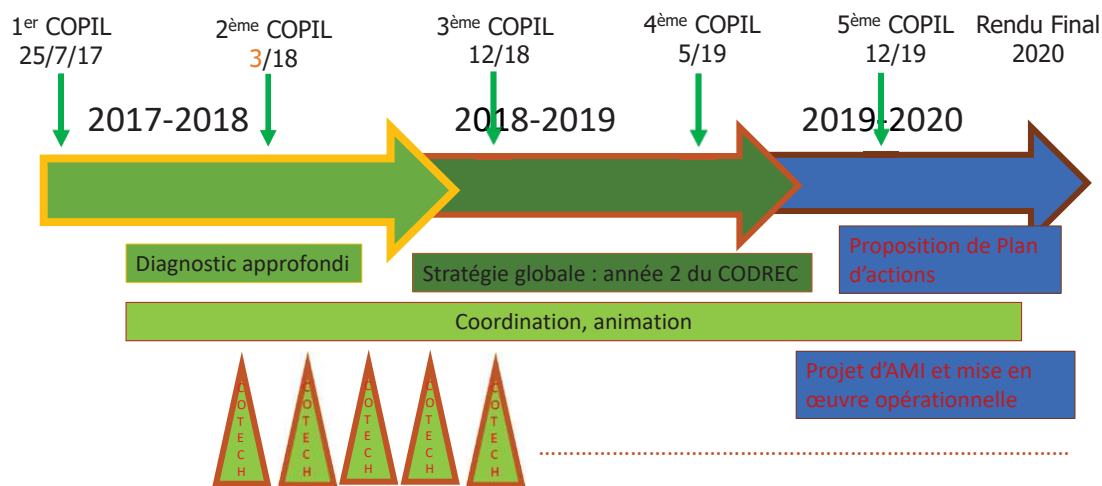 1er COPIL
25/7/17
2ème COPIL
3/18
3ème COPIL
12/18
4ème COPIL
5/19
5ème COPIL
12/19
Rendu Final
2020
2017-2018
2018-2019
2019-2020
Diagnostic approfondi
Stratégie globale : année 2 du CODREC
Proposition de Plan
d'actions
Coordination, animation
Projet d'AMI et mise en
œuvre opérationnelle
COTECH
COTECH
COTECH
COTECH
COTECH